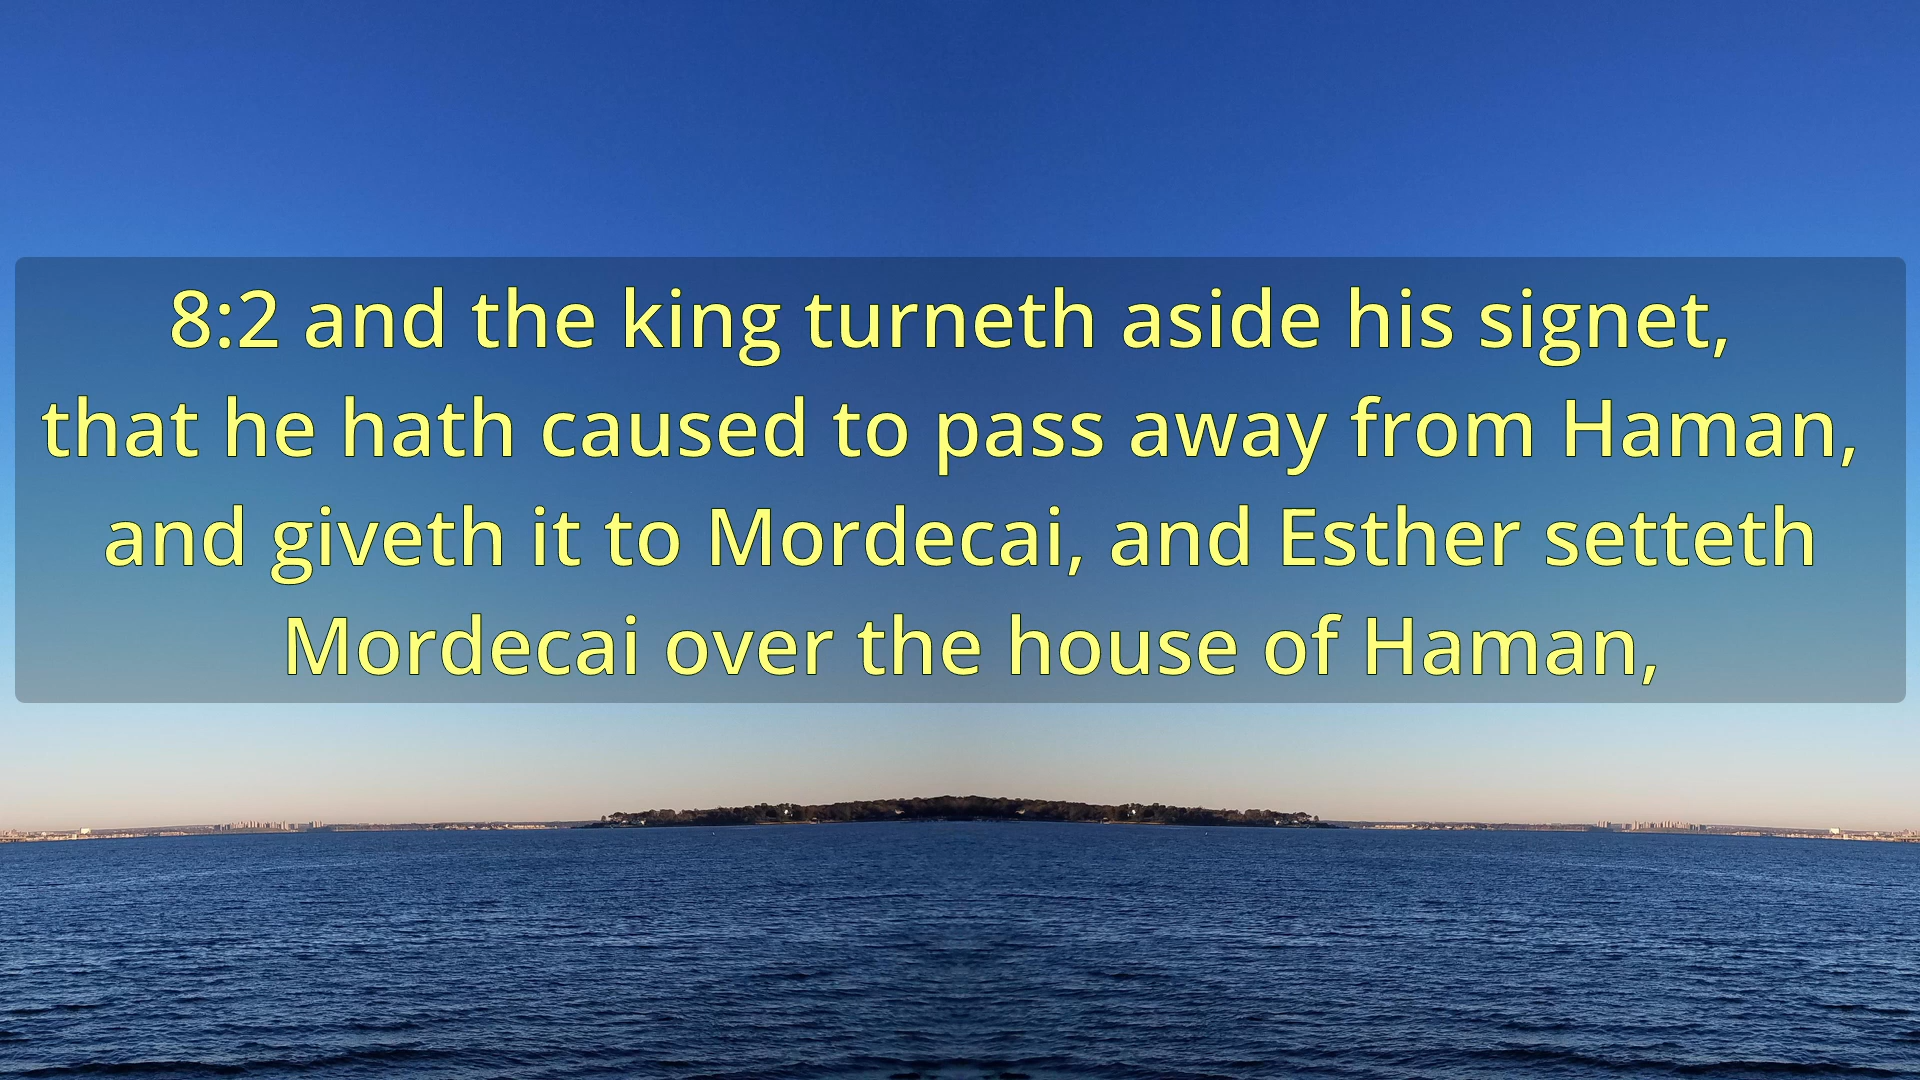 8:2 and the king turneth aside his signet,
that he hath caused to pass away from Haman,
and giveth it to Mordecai, and Esther setteth
Mordecai over the house of Haman,